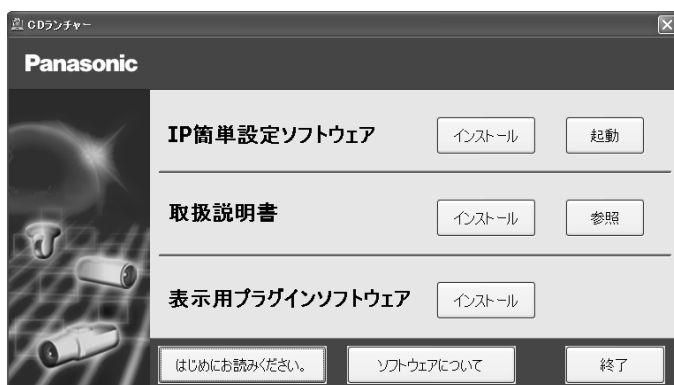 CDランチャー
Panasonic
IP簡単設定ソフトウェア インストール 起動
取扱説明書 インストール 参照
表示用プラグインソフトウェア インストール
はじめにお読みください。 ソフトウェアについて 終了